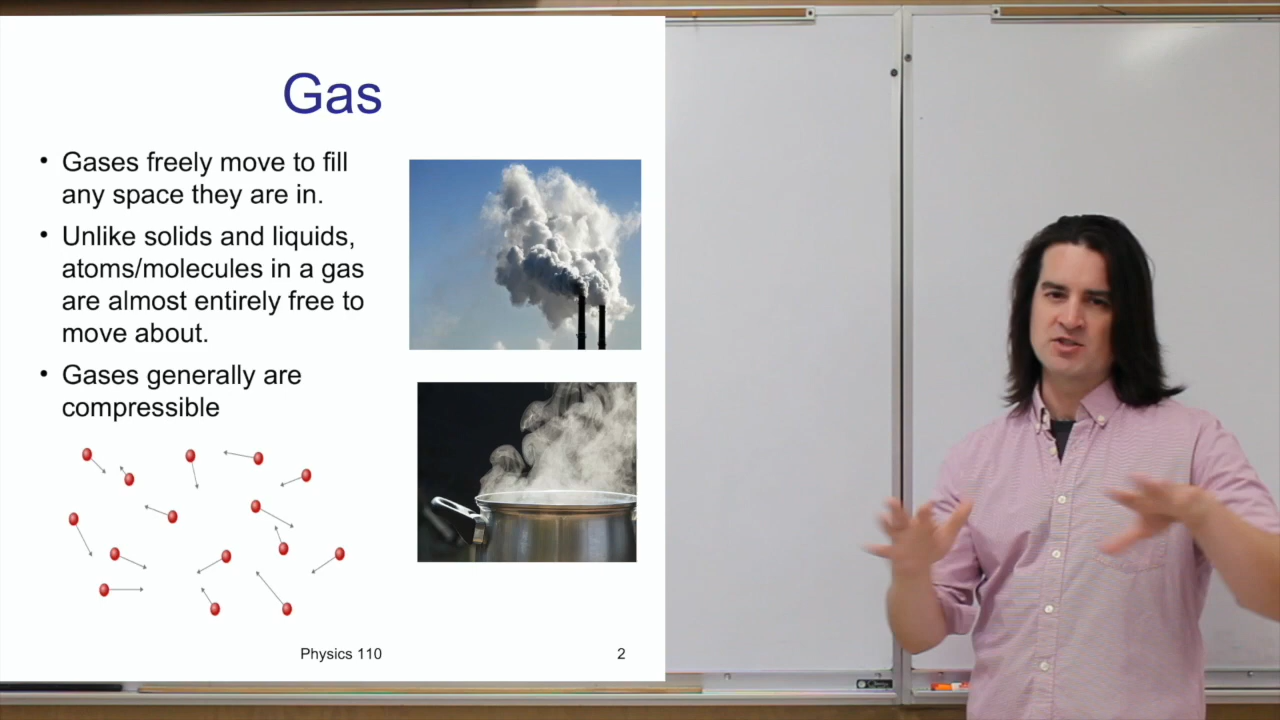 Gas
• Gases freely move to fill
any space they are in.
• Unlike solids and liquids,
atoms/molecules in a gas
are almost entirely free to
move about.
• Gases generally are
compressible
Physics 110
2